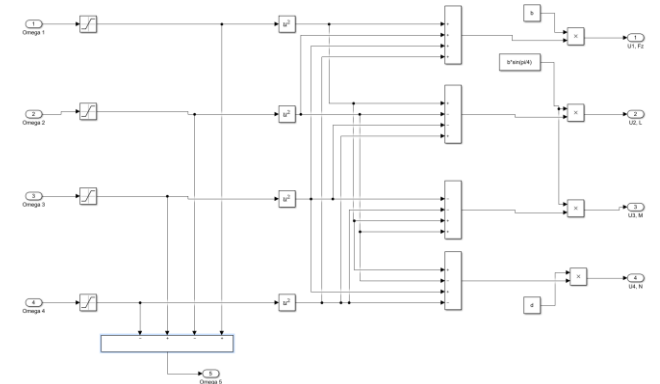 1
Omega 1
u²
b
×
1
U1, Fz
b*sin(pi/4)
2
Omega 2
u²
×
2
U2, L
3
Omega 3
u²
×
3
U3, M
4
Omega 4
u²
d
×
4
U4, N
5
Omega 5